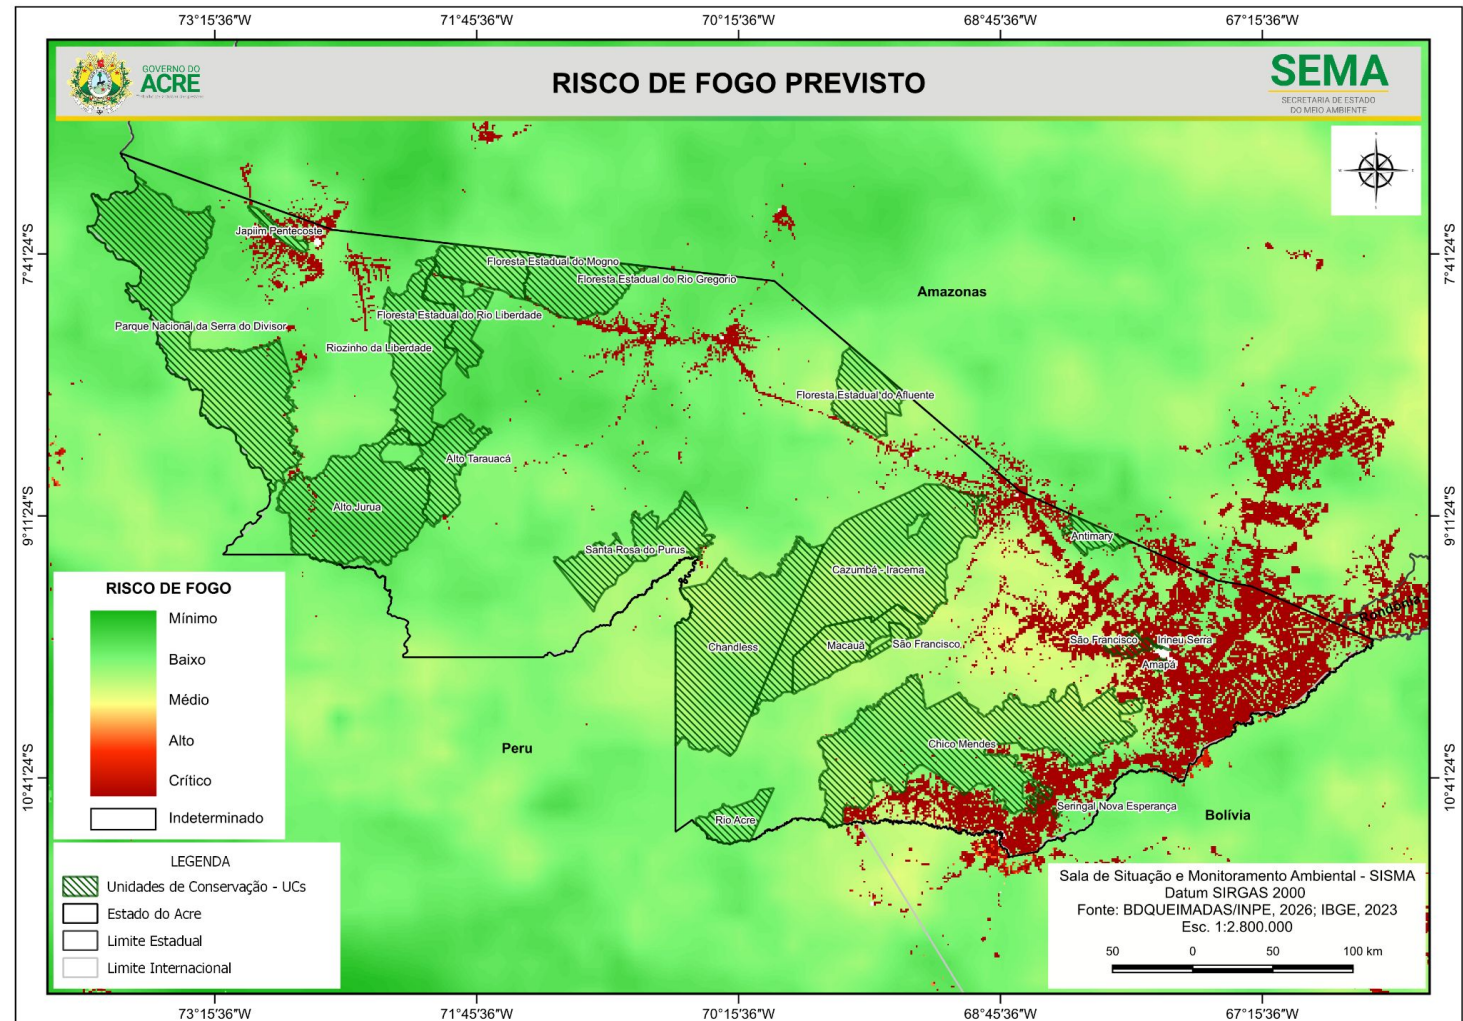 73°15'36"W
71°45'36"W
70°15'36"W
68°45'36"W
67°15'36"W
GOVERNO DO
ACRE
RISCO DE FOGO PREVISTO
SEMA
SECRETARIA DE ESTADO
DO MEIO AMBIENTE
7°41'24"S
7°41'24"S
Japiim Pentecoste
Floresta Estadual do Mogno
Floresta Estadual do Rio Gregorio
Amazonas
Parque Nacional da Serra do Divisor
Floresta Estadual do Rio Liberdade
Riozinho da Liberdade
Floresta Estadual do Afluente
Alto Tarauacá
9°11'24"S
9°11'24"S
Alto Jurua
Antimary
Santa Rosa do Purus
Cazumbá - Iracema
Rondônia
Chandless
Macauã
São Francisco
São Francisco
Irineu Serra
Amapá
Peru
Chico Mendes
10°41'24"S
10°41'24"S
Seringal Nova Esperança
Bolívia
Rio Acre
RISCO DE FOGO
Mínimo
Baixo
Médio
Alto
Crítico
Indeterminado
LEGENDA
Unidades de Conservação - UCs
Estado do Acre
Limite Estadual
Limite Internacional
Sala de Situação e Monitoramento Ambiental - SISMA
Datum SIRGAS 2000
Fonte: BDQUEIMADAS/INPE, 2026; IBGE, 2023
Esc. 1:2.800.000
50 0 50 100 km
73°15'36"W
71°45'36"W
70°15'36"W
68°45'36"W
67°15'36"W